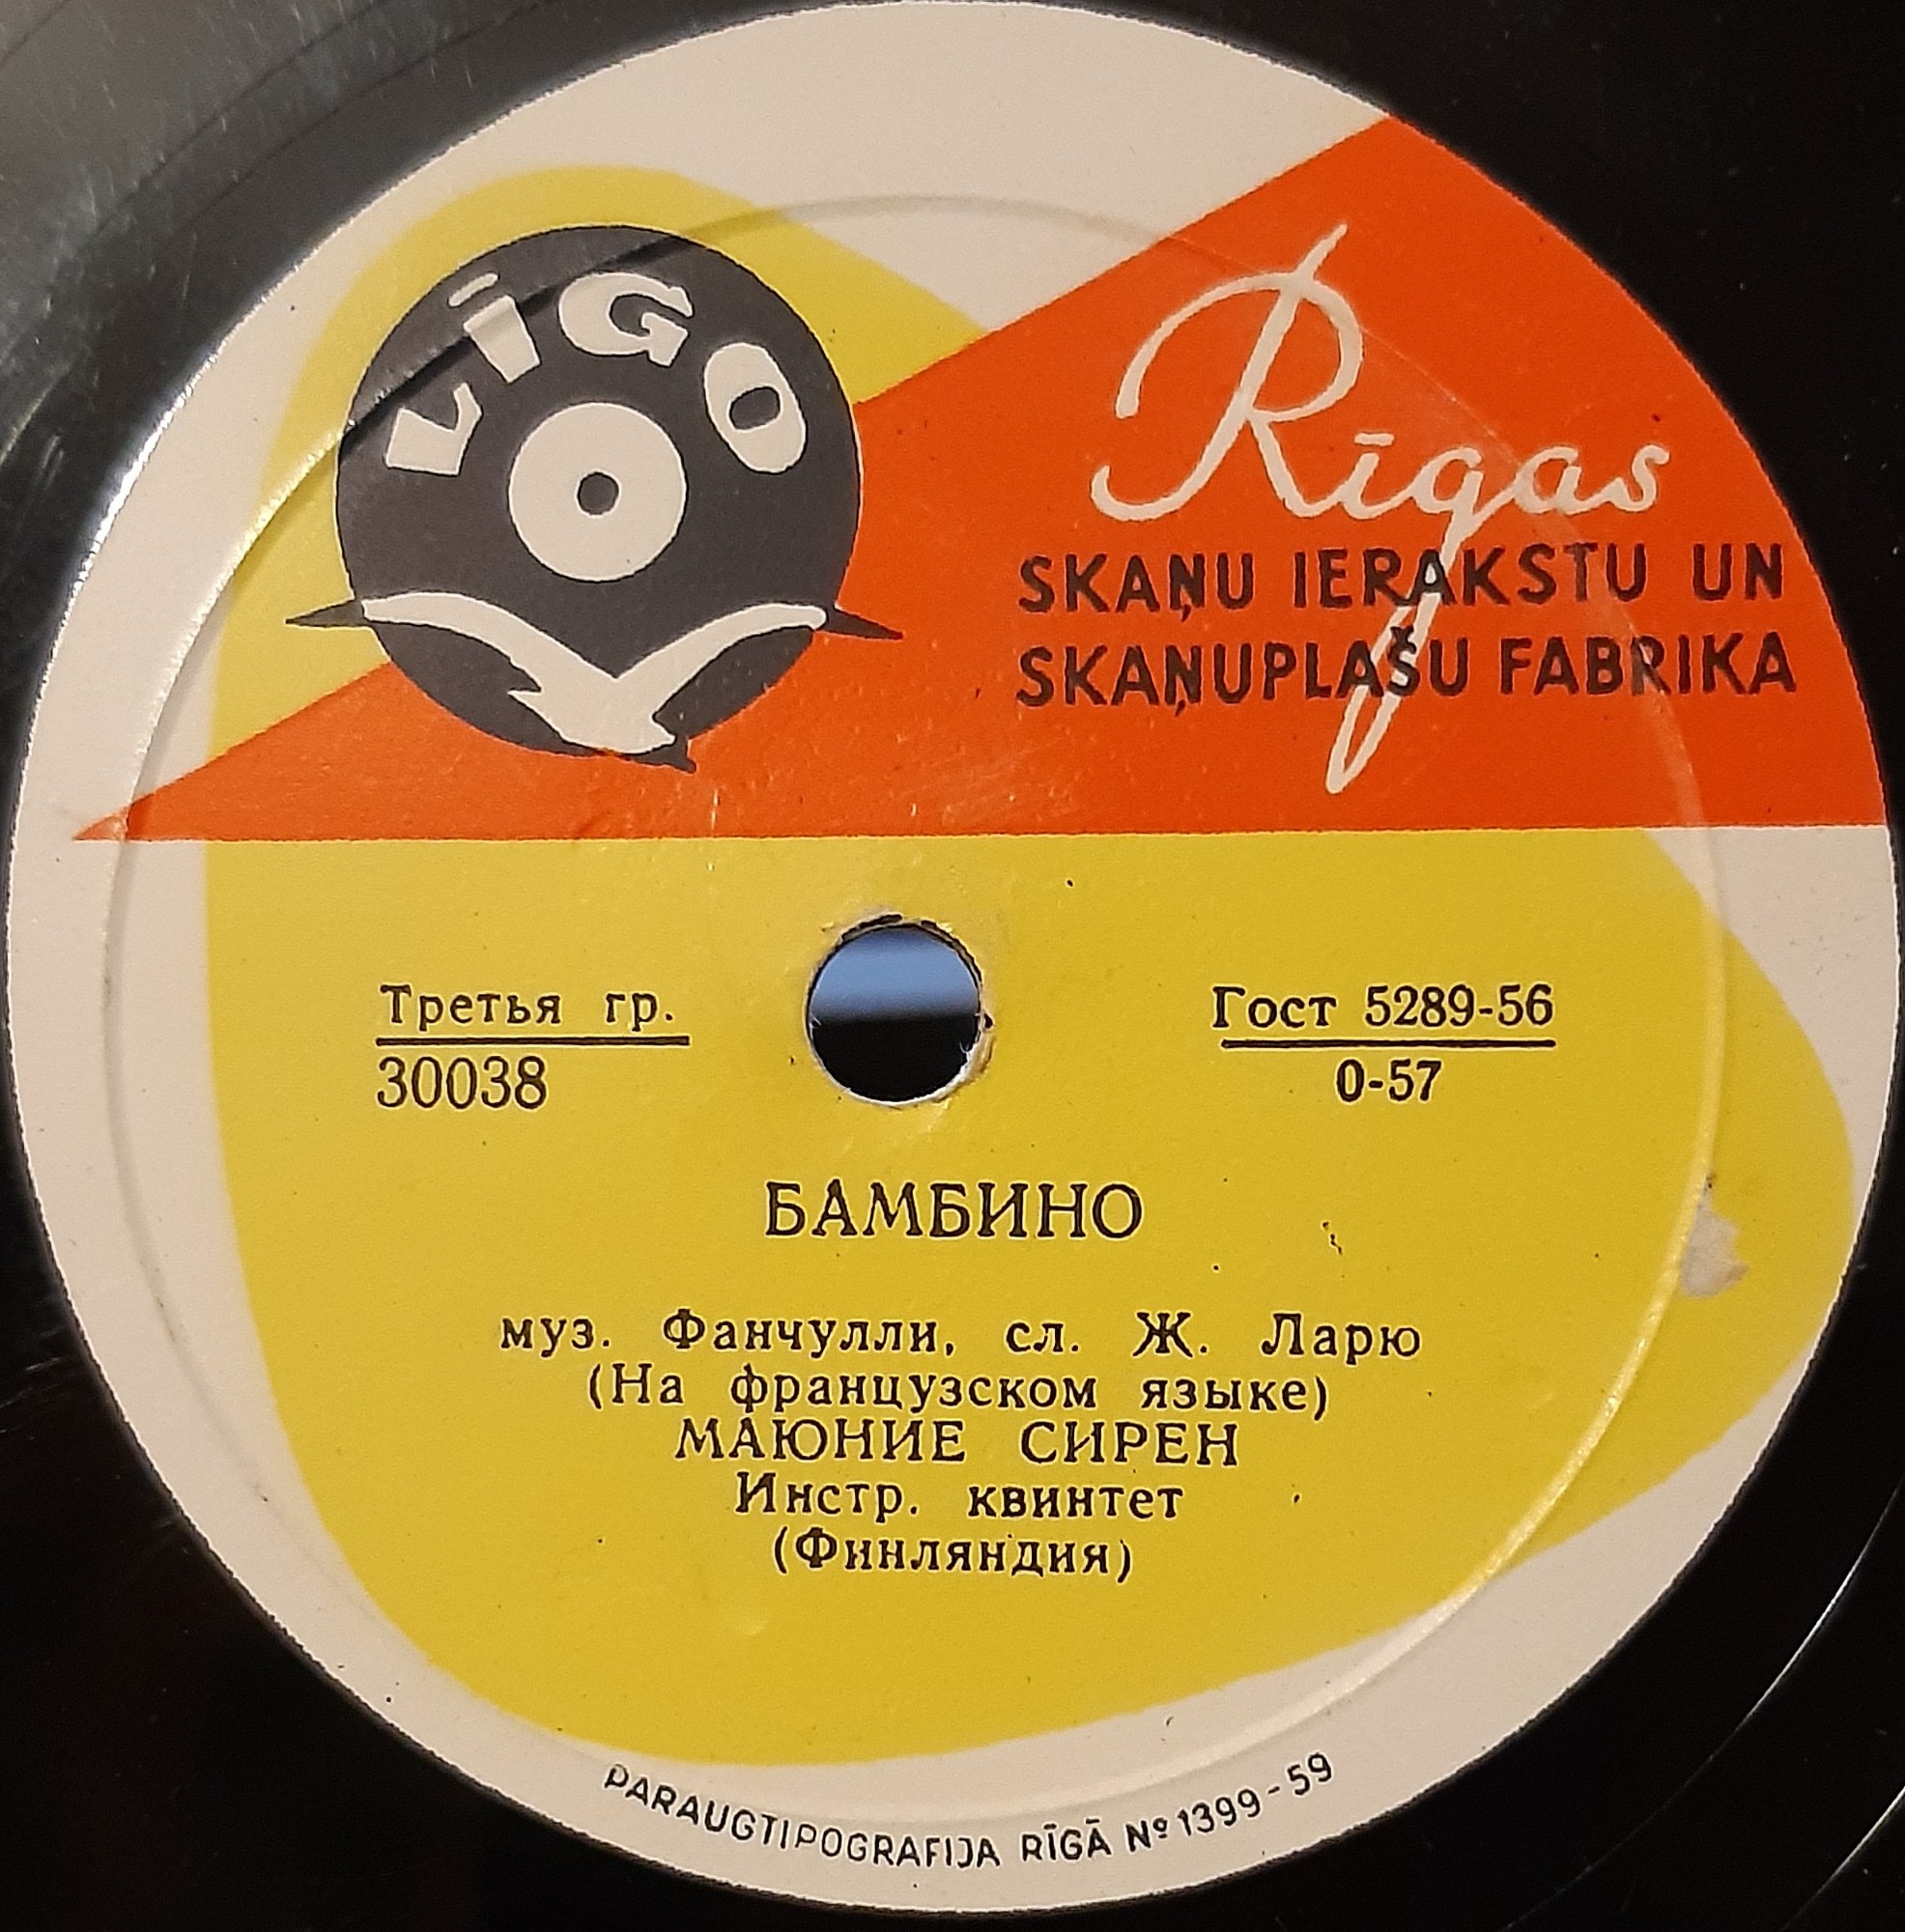 LĪGO
Rīgas
SKAŅU IERAKSTU UN
SKAŅUPLAŠU FABRIKA
Третья гр.
30038
Гост 5289-56
0-57
БАМБИНО
муз. Фанчулли, сл. Ж. Ларю
(На французском языке)
МАЮНИЕ СИРЕН
Инстр. квинтет
(Финляндия)
PARAUGTIPOGRAFIJA RĪGĀ Nº 1399-59